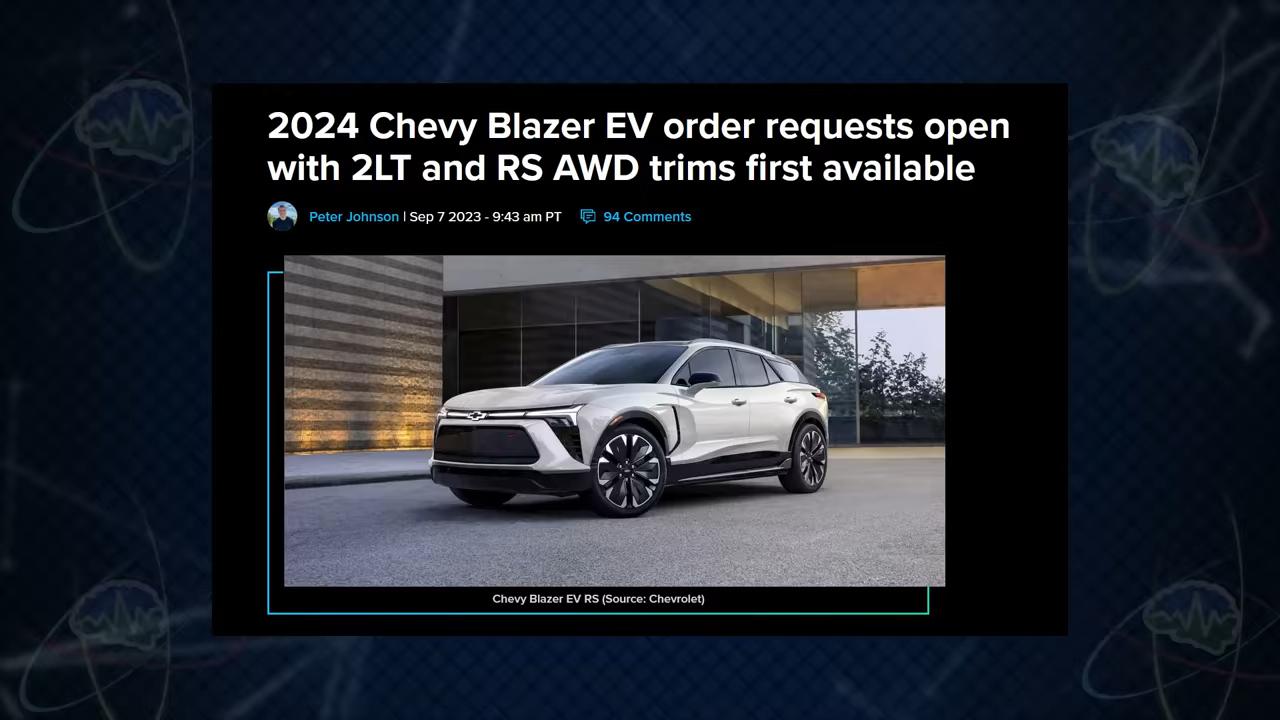 2024 Chevy Blazer EV order requests open
with 2LT and RS AWD trims first available
Peter Johnson | Sep 7 2023 - 9:43 am PT 94 Comments
Chevy Blazer EV RS (Source: Chevrolet)